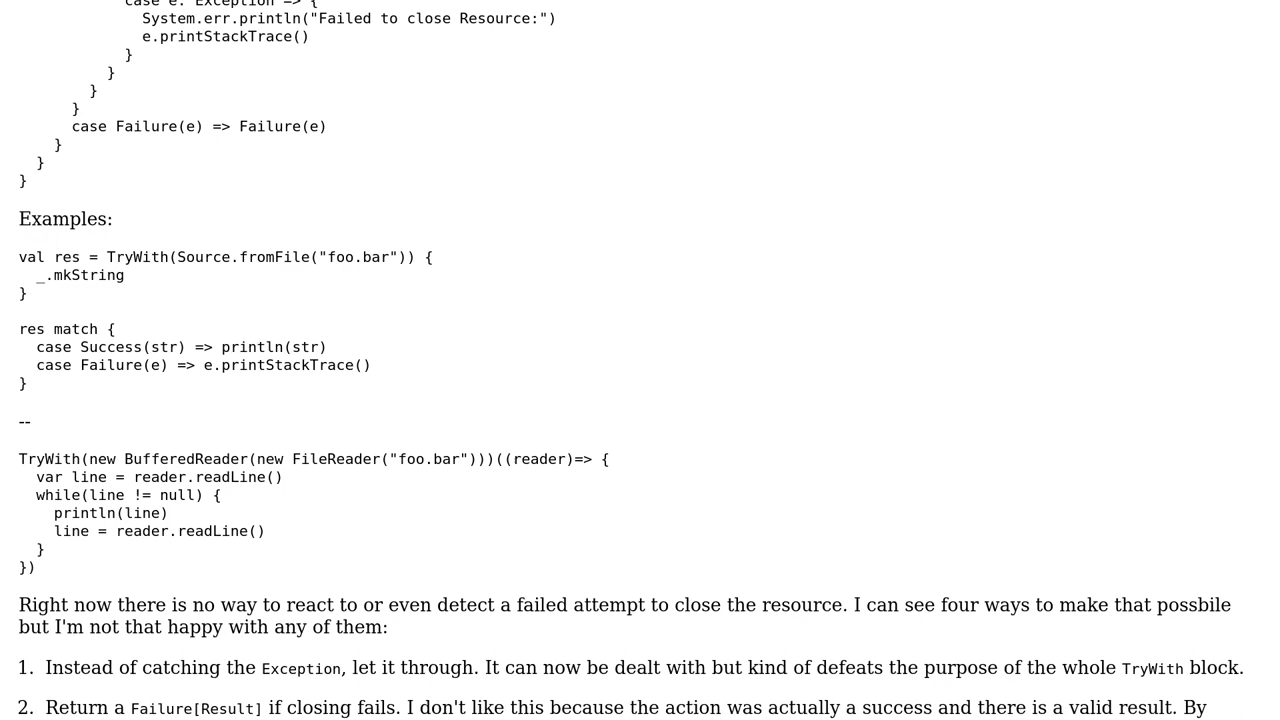 case e: Exception => {
System.err.println("Failed to close Resource:")
e.printStackTrace()
}
}
}
}
case Failure(e) => Failure(e)
}
}
}
Examples:
val res = TryWith(Source.fromFile("foo.bar")) {
_.mkString
}
res match {
case Success(str) => println(str)
case Failure(e) => e.printStackTrace()
}
--
TryWith(new BufferedReader(new FileReader("foo.bar")))((reader)=> {
var line = reader.readLine()
while(line != null) {
println(line)
line = reader.readLine()
}
})
Right now there is no way to react to or even detect a failed attempt to close the resource. I can see four ways to make that possbile
but I'm not that happy with any of them:
1. Instead of catching the Exception, let it through. It can now be dealt with but kind of defeats the purpose of the whole TryWith block.
2. Return a Failure[Result] if closing fails. I don't like this because the action was actually a success and there is a valid result. By